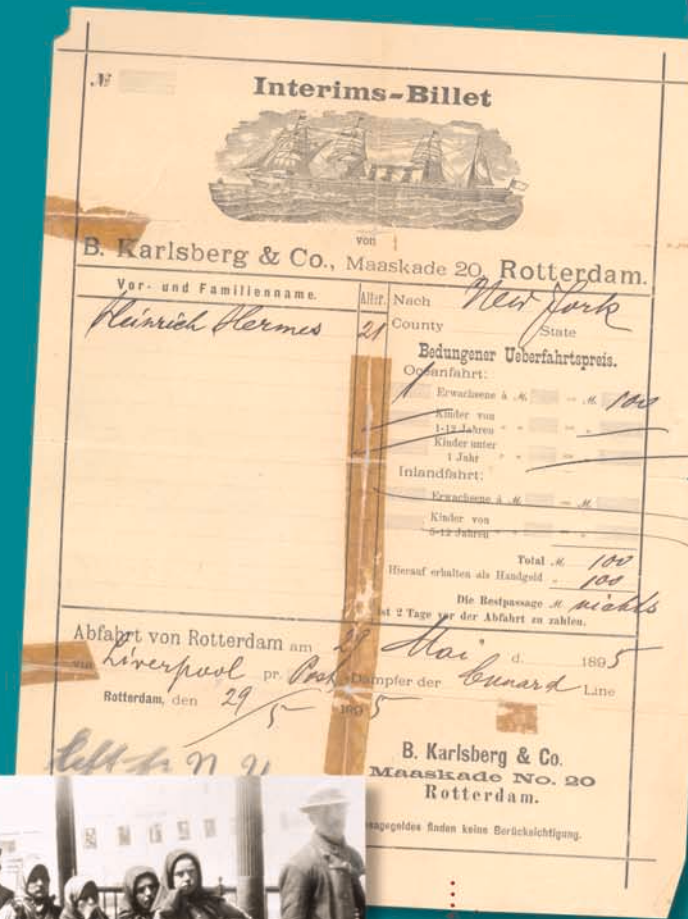 №
Interims-Billet
von
B. Karlsberg & Co., Maaskade 20, Rotterdam.
Vor- und Familienname.
Alter.
Heinrich Hermes
21
Nach New York
County State
Bedungener Ueberfahrtspreis.
Oceanfahrt:
1 Erwachsene à M. = M. 100
Kinder von
1-12 Jahren " " = "
Kinder unter
1 Jahr " " = "
Inlandfahrt:
Erwachsene à M. = M.
Kinder von
5-12 Jahren " " = "
Total M. 100
Hierauf erhalten als Handgeld " 100
Die Restpassage M. nichts
ist 2 Tage vor der Abfahrt zu zahlen.
Abfahrt von Rotterdam am 29 Mai d. 1895
via Liverpool pr. Post-Dampfer der Cunard Line
Rotterdam, den 29/5 1895
N. Y.
B. Karlsberg & Co.
Maaskade No. 20
Rotterdam.
finden keine Berücksichtigung.